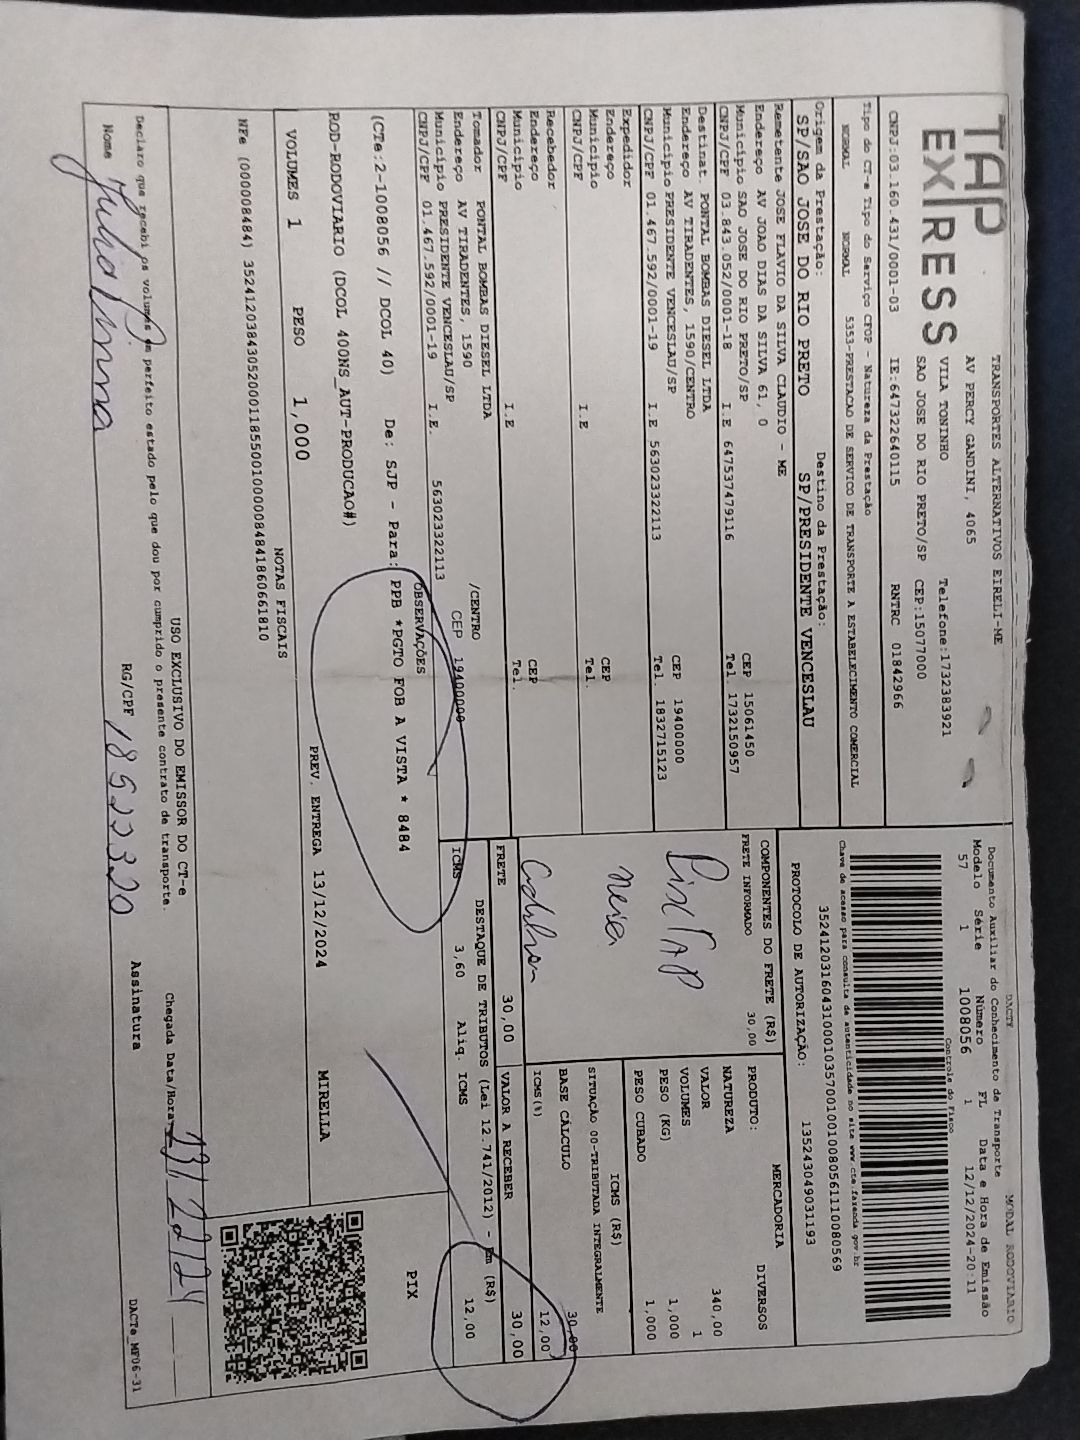 TAP
EXPRESS
TRANSPORTES ALTERNATIVOS EIRELI-ME
AV PERCY GANDINI, 4065
VILA TONINHO Telefone:1732383921
SAO JOSE DO RIO PRETO/SP CEP:15077000
CNPJ:03.160.431/0001-03 IE:647322640115 RNTRC 01842966
Tipo do CT-e Tipo do Serviço CFOP - Natureza da Prestação
NORMAL NORMAL 5353-PRESTACAO DE SERVICO DE TRANSPORTE A ESTABELECIMENTO COMERCIAL
Origem da Prestação: Destino da Prestação:
SP/SAO JOSE DO RIO PRETO SP/PRESIDENTE VENCESLAU
Remetente JOSE FLAVIO DA SILVA CLAUDIO - ME
Endereço AV JOAO DIAS DA SILVA 61, 0 CEP 15061450
Município SAO JOSE DO RIO PRETO/SP Tel. 1732150957
CNPJ/CPF 03.843.052/0001-18 I.E 647537479116
Destinat. PONTAL BOMBAS DIESEL LTDA
Endereço AV TIRADENTES, 1590/CENTRO CEP 19400000
Município PRESIDENTE VENCESLAU/SP Tel. 1832715123
CNPJ/CPF 01.467.592/0001-19 I.E 563023322113
Expedidor
Endereço CEP
Município Tel.
CNPJ/CPF I.E
Recebedor
Endereço CEP
Município Tel.
CNPJ/CPF I.E
Tomador PONTAL BOMBAS DIESEL LTDA
Endereço AV TIRADENTES, 1590 /CENTRO
Município PRESIDENTE VENCESLAU/SP CEP 19400000
CNPJ/CPF 01.467.592/0001-19 I.E. 563023322113
DACTE MODAL RODOVIARIO
Documento Auxiliar do Conhecimento de Transporte
Modelo Série Número FL Data e Hora de Emissão
57 1 1008056 1 12/12/2024-20:11
Controle do Fisco
Chave de acesso para consulta de autenticidade no site www.cte.fazenda.gov.br
35241203160431000103570010010080561110080569
PROTOCOLO DE AUTORIZAÇÃO: 135243049031193
COMPONENTES DO FRETE (R$)
FRETE INFORMADO 30,00
Pix TAP
Neia
PRODUTO: MERCADORIA DIVERSOS
NATUREZA
VALOR 340,00
VOLUMES 1
PESO (KG) 1,000
PESO CUBADO 1,000
ICMS (R$)
SITUAÇÃO 00-TRIBUTADA INTEGRALMENTE
BASE CÁLCULO 30,00
ICMS(%) 12,00
FRETE 30,00 VALOR A RECEBER 30,00
DESTAQUE DE TRIBUTOS (Lei 12.741/2012) - Em (R$)
ICMS 3,60 Aliq. ICMS 12,00
OBSERVAÇÕES
(CTe:2-1008056 // DCOL 40) De: SJP - Para: PPB *PGTO FOB A VISTA * 8484
ROD-RODOVIARIO (DCOL 400NS_AUT-PRODUCAO#)
PIX
VOLUMES 1 PESO 1,000 PREV. ENTREGA 13/12/2024 MIRELLA
NOTAS FISCAIS
NFe (000008484) 35241203843052000118550010000084841860661810
USO EXCLUSIVO DO EMISSOR DO CT-e
Declaro que recebi os volumes em perfeito estado pelo que dou por cumprido o presente contrato de transporte. Chegada Data/Hora
Nome RG/CPF Assinatura
DACTe_MF06-31